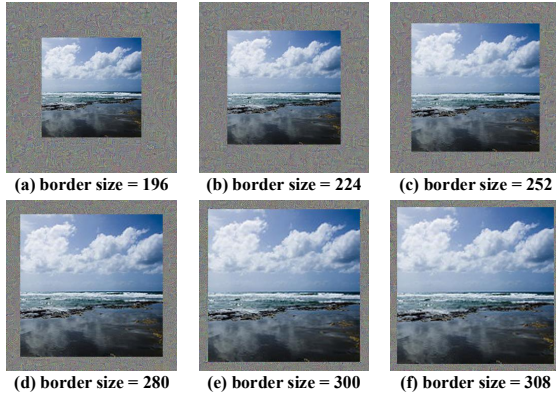 (a) border size = 196
(b) border size = 224
(c) border size = 252
(d) border size = 280
(e) border size = 300
(f) border size = 308